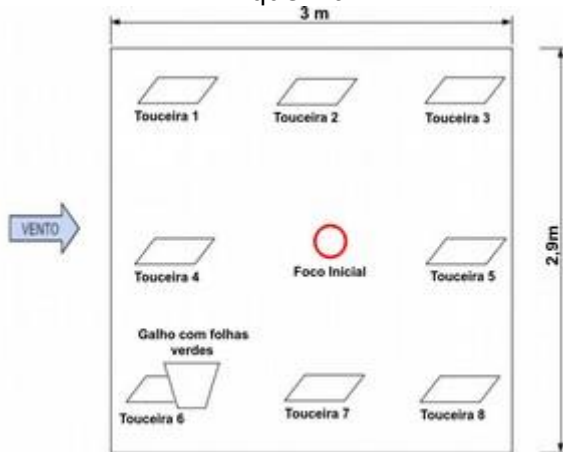 3 m
Touceira 1
Touceira 2
Touceira 3
VENTO
2,9m
Touceira 4
Foco Inicial
Touceira 5
Galho com folhas
verdes
Touceira 6
Touceira 7
Touceira 8